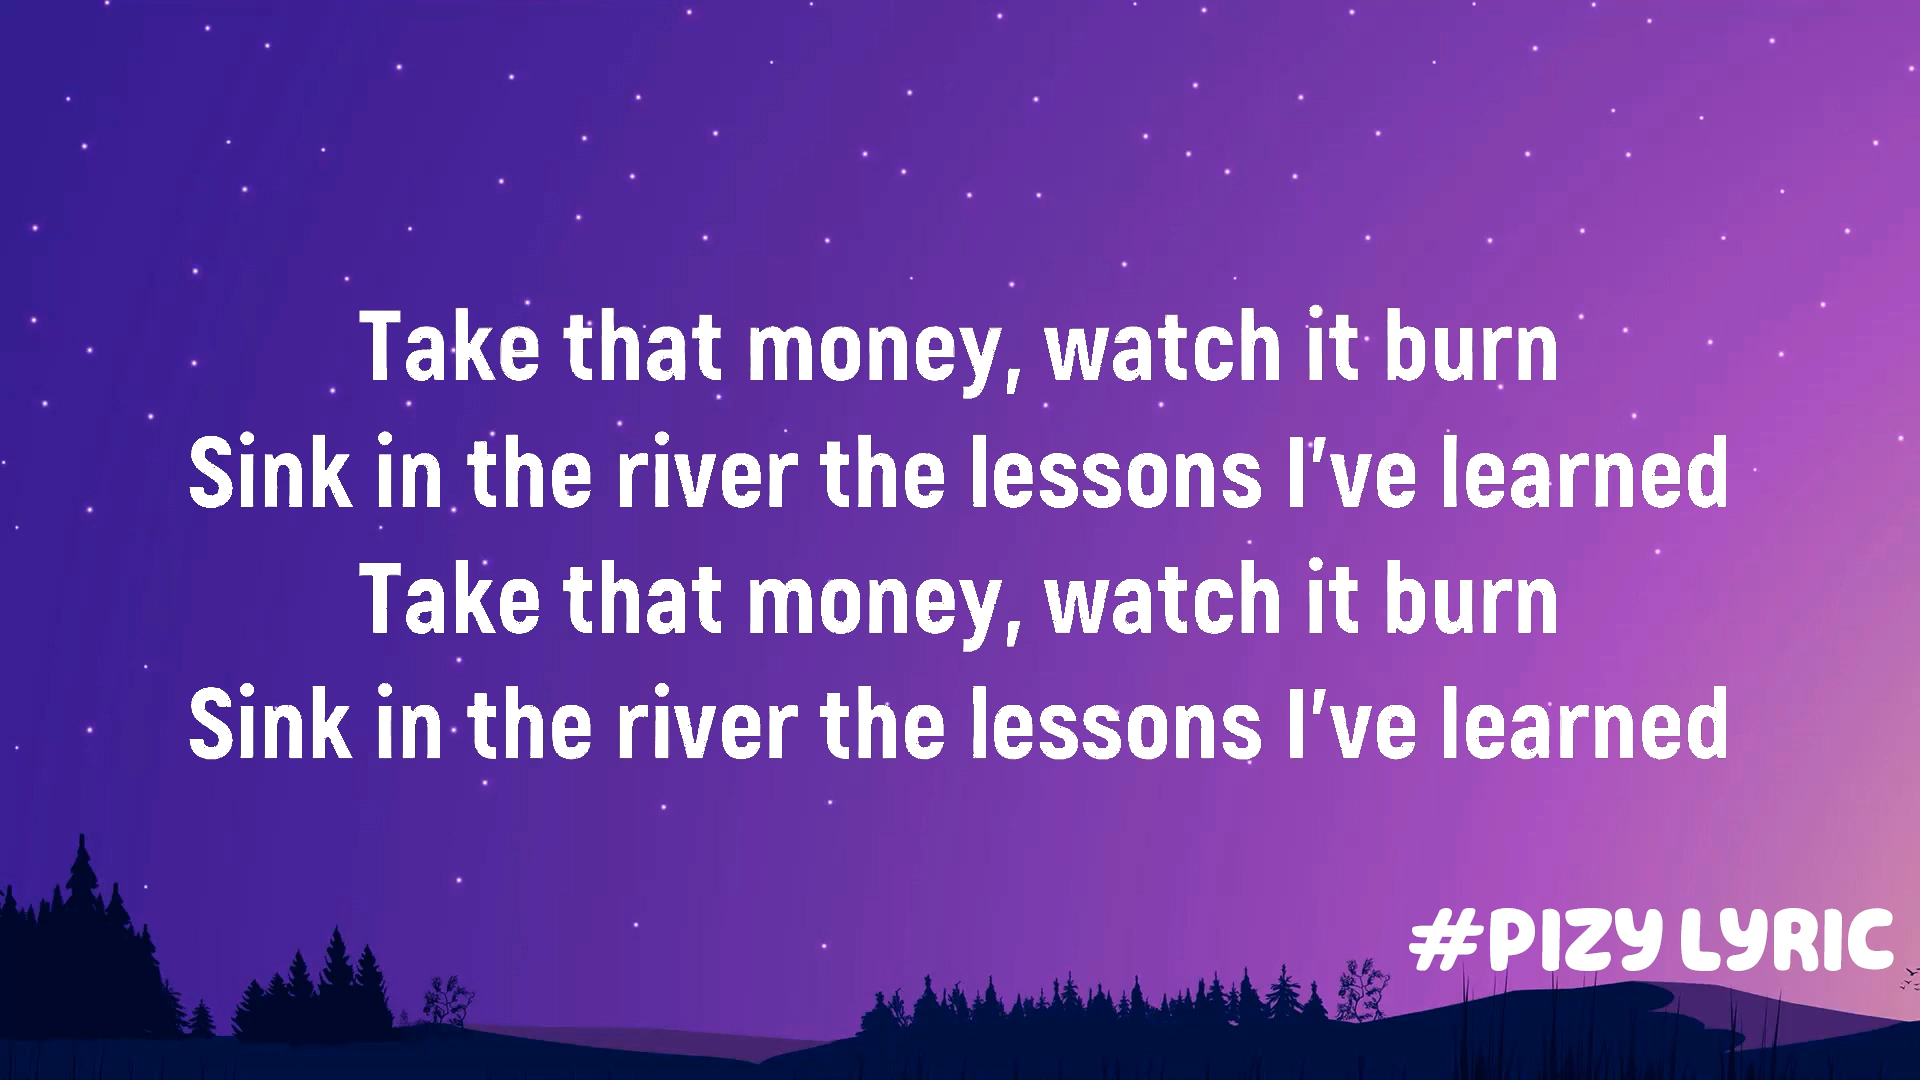 Take that money, watch it burn
Sink in the river the lessons I've learned
Take that money, watch it burn
Sink in the river the lessons I've learned
#PIZY LYRIC